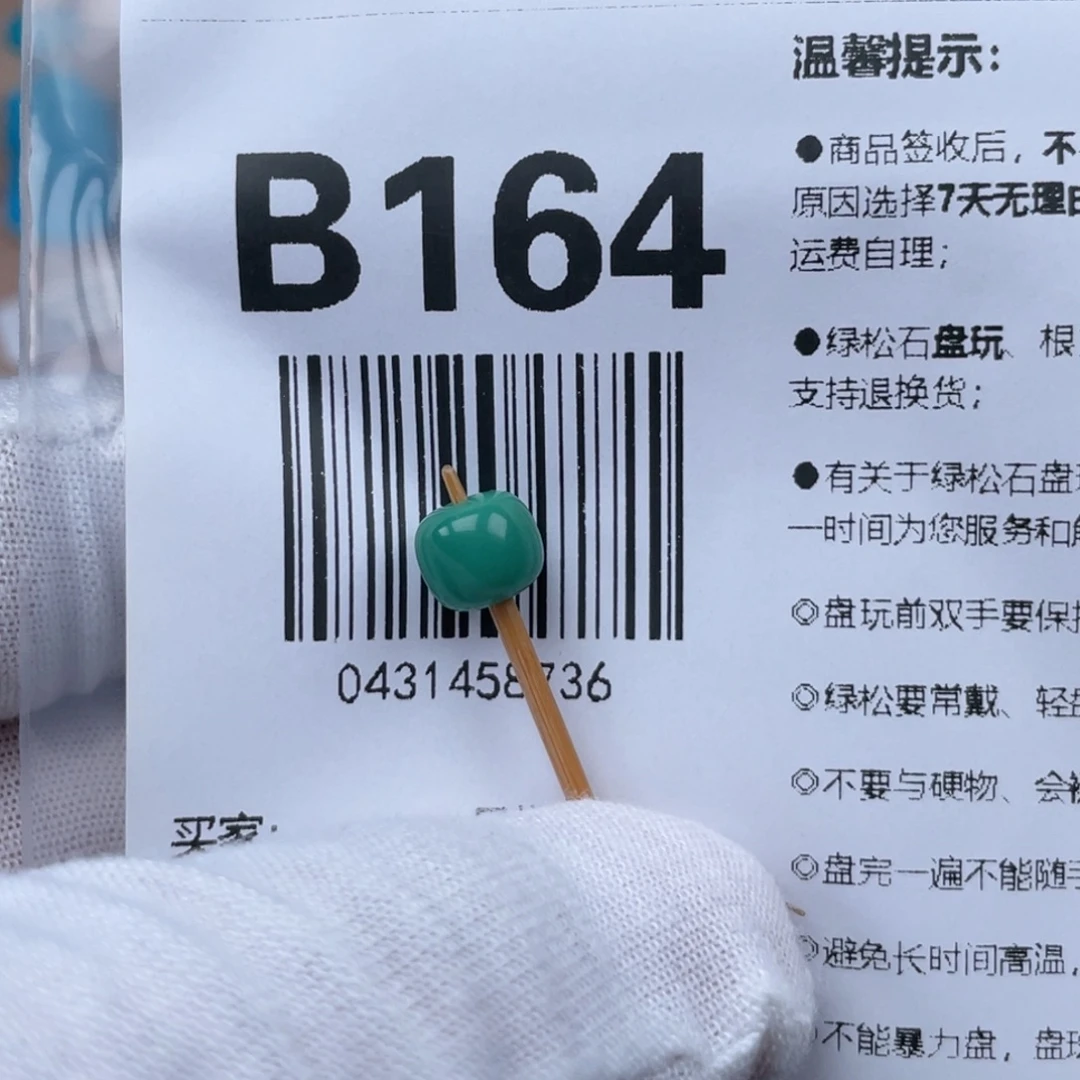 B164
0431458736
买家:
温馨提示:
●商品签收后,不
原因选择7天无理由
运费自理;
●绿松石盘玩、根
支持退换货;
●有关于绿松石盘
一时间为您服务和
◎盘玩前双手要保
◎绿松要常戴、轻
◎不要与硬物、会
◎盘完一遍不能随手
◎避免长时间高温,
不能暴力盘,盘